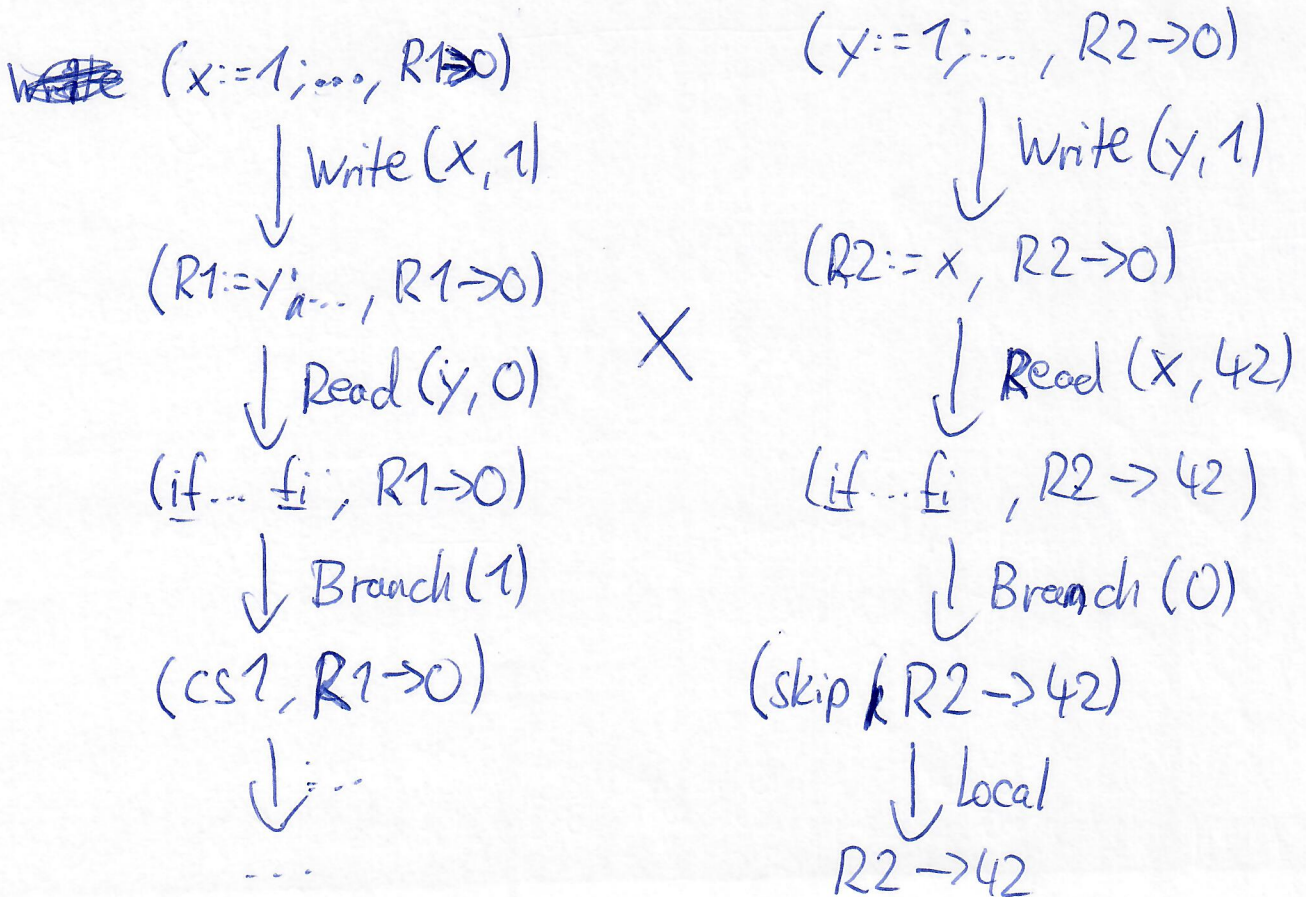 (x:=1;..., R1->0)
Write(x,1)
(R1:=y;..., R1->0)
Read(y,0)
(if... fi, R1->0)
Branch(1)
(cs1, R1->0)
...
...
X
(y:=1;..., R2->0)
Write(y,1)
(R2:=x, R2->0)
Read(x,42)
(if...fi, R2->42)
Branch(0)
(skip, R2->42)
Local
R2->42